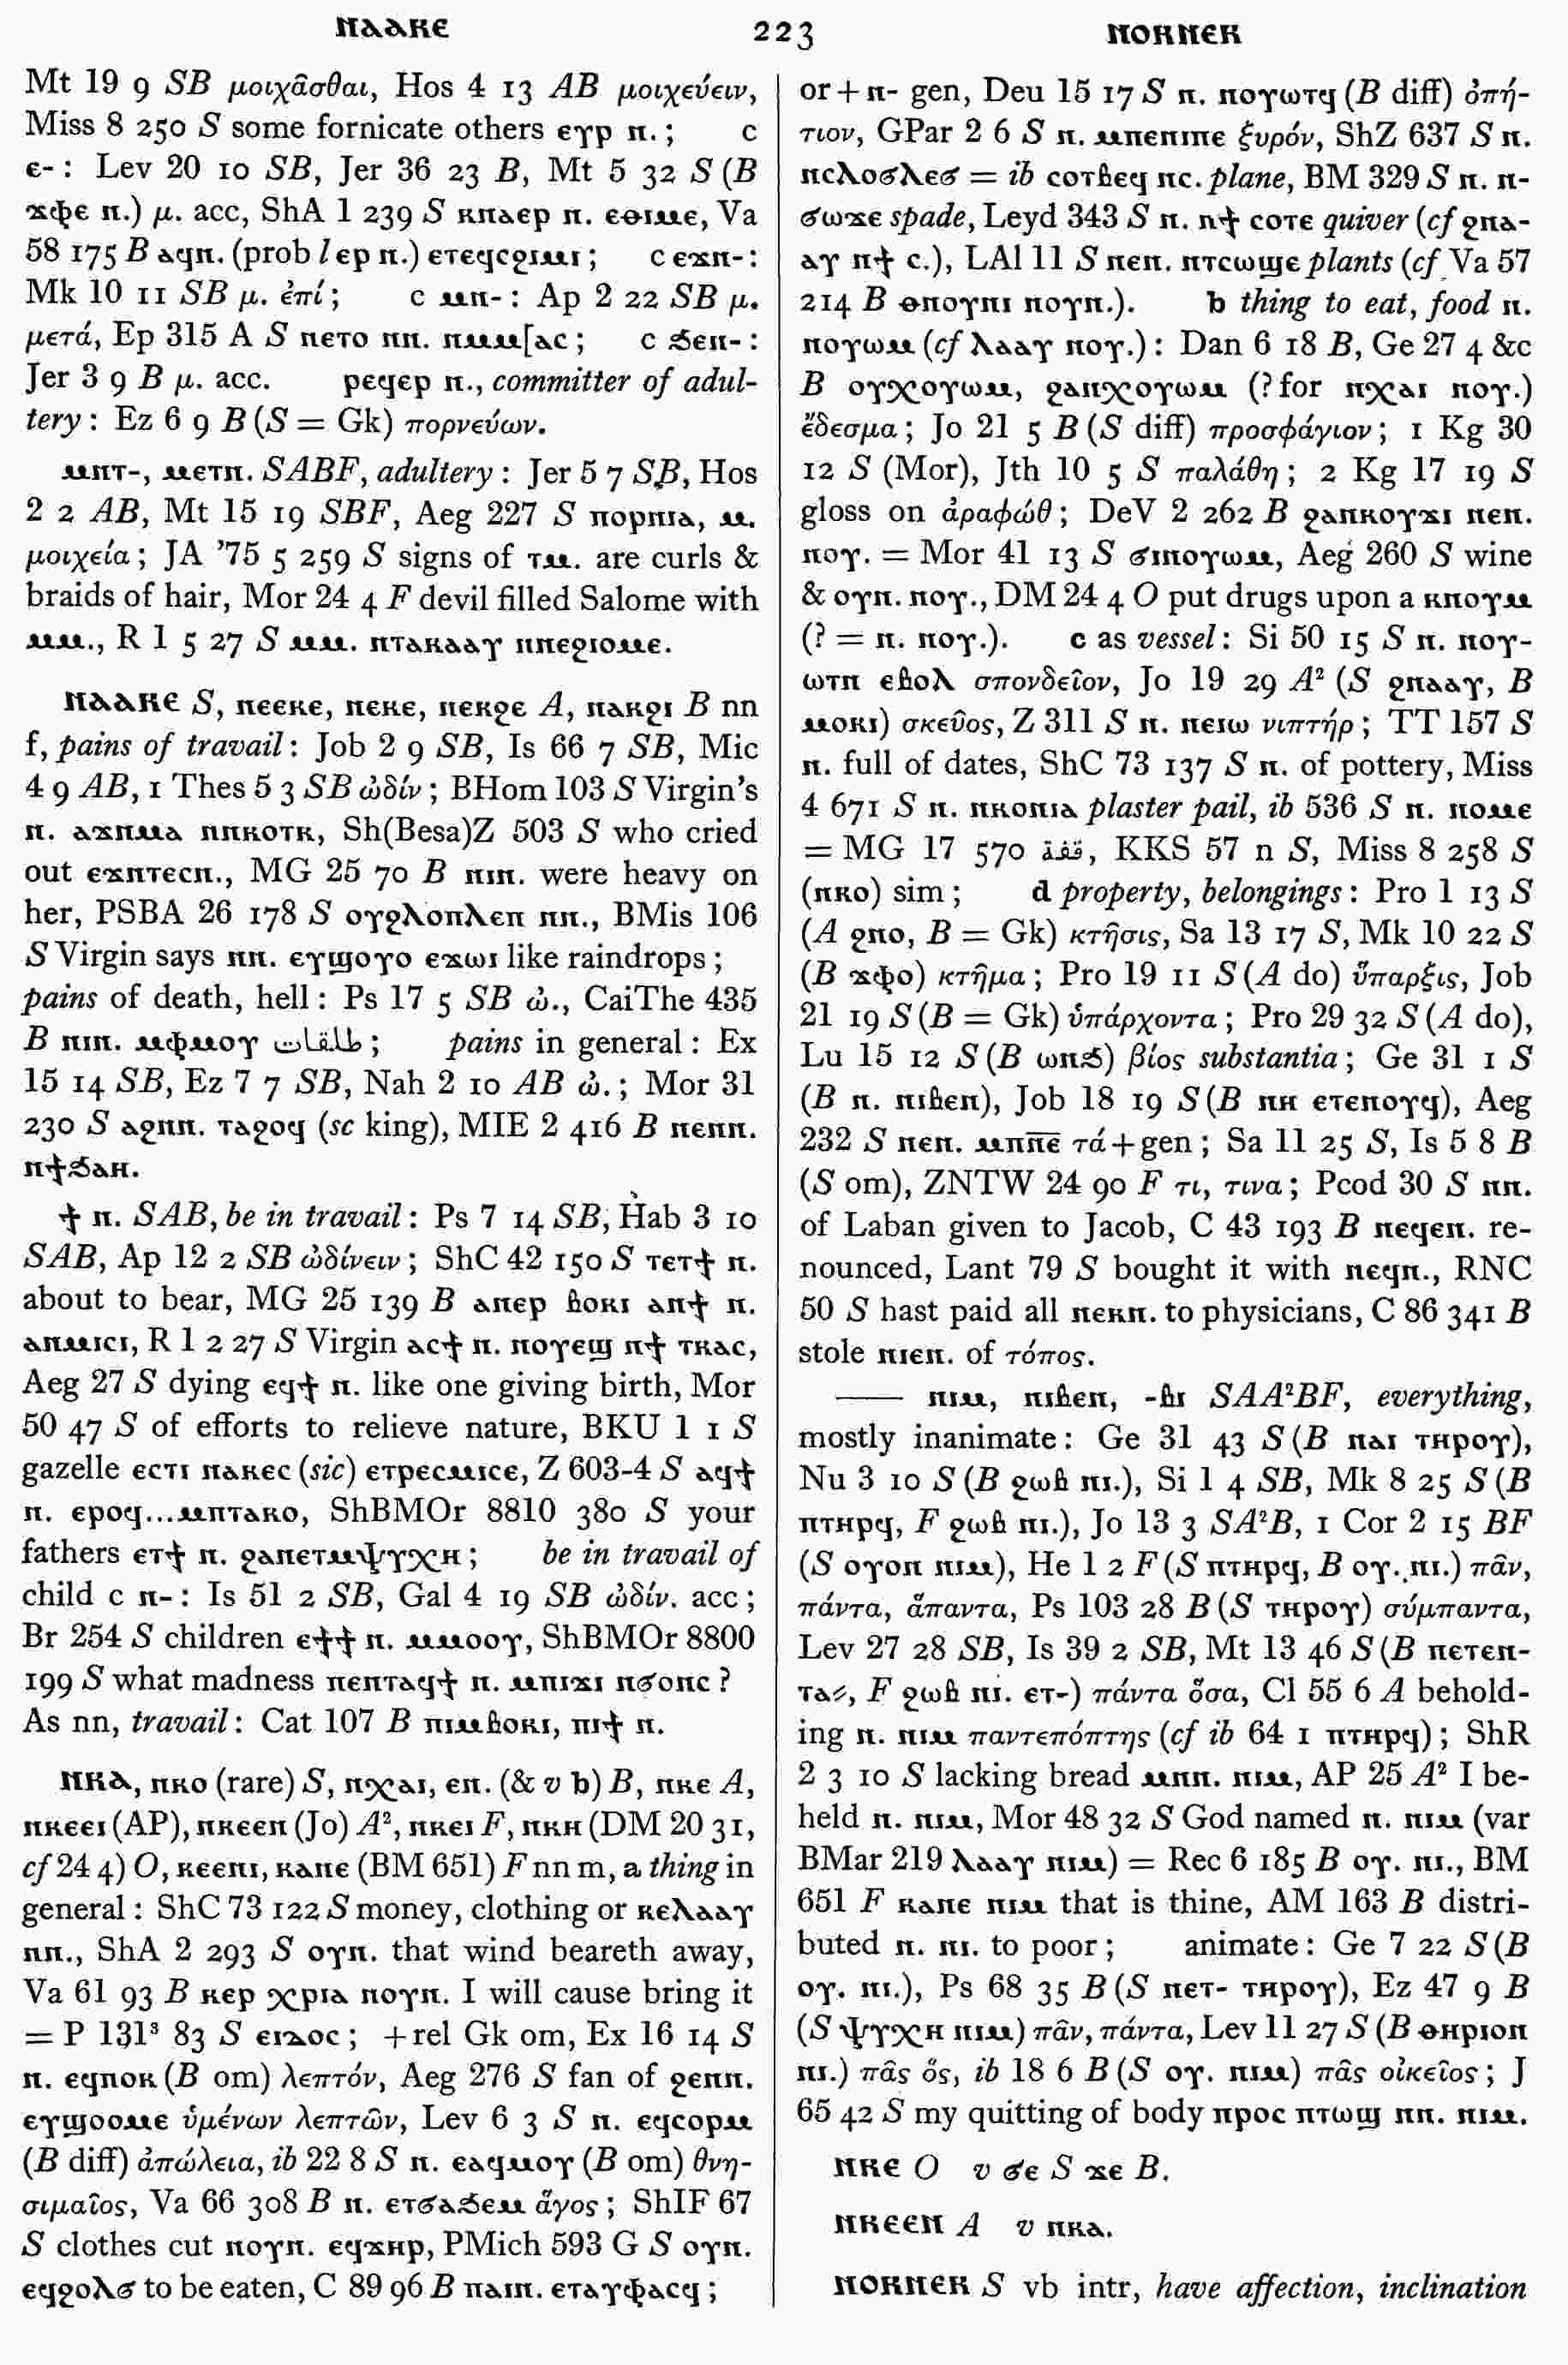 ⲛⲁⲁⲕⲉ 223 ⲛⲟⲕⲛⲉⲕ
Mt 19 9 SB μοιχᾶσθαι, Hos 4 13 AB μοιχεύειν,
Miss 8 250 S some fornicate others ⲉⲩⲣ ⲛ.; c
ⲉ-: Lev 20 10 SB, Jer 36 23 B, Mt 5 32 S (B
ϫⲫⲉ ⲛ.) μ. acc, ShA 1 239 S ⲕⲛⲁⲉⲣ ⲛ. ⲉⲑⲓⲙⲉ, Va
58 175 B ⲁϥⲛ. (prob l ⲉⲣ ⲛ.) ⲉⲧⲉϥⲥϩⲓⲙⲓ; c ⲉϫⲛ-:
Mk 10 11 SB μ. ἐπί; c ⲙⲛ-: Ap 2 22 SB μ.
μετά, Ep 315 A S ⲡⲉⲧⲟ ⲛⲛ. ⲛⲙⲙ[ⲁⲥ; c ϧⲉⲛ-:
Jer 3 9 B μ. acc. ⲣⲉϥⲉⲣ ⲛ., committer of adul-
tery: Ez 6 9 B (S = Gk) πορνεύων.
ⲙⲛⲧ-, ⲙⲉⲧⲛ. SABF, adultery: Jer 5 7 SB, Hos
2 2 AB, Mt 15 19 SBF, Aeg 227 S ⲡⲟⲣⲛⲓⲁ, ⲙ.
μοιχεία; JA ’75 5 259 S signs of ⲧⲙ. are curls &
braids of hair, Mor 24 4 F devil filled Salome with
ⲙⲙ., R 1 5 27 S ⲙⲙ. ⲛⲧⲁⲕⲁⲁⲩ ⲛⲛⲉϩⲓⲟⲙⲉ.
ⲛⲁⲁⲕⲉ S, ⲛⲉⲉⲕⲉ, ⲛⲉⲕⲉ, ⲛⲉⲕϩⲉ A, ⲛⲁⲕϩⲓ B nn
f, pains of travail: Job 2 9 SB, Is 66 7 SB, Mic
4 9 AB, 1 Thes 5 3 SB ὠδίν; BHom 103 S Virgin’s
ⲛ. ⲁϫⲛⲙⲁ ⲛⲛⲕⲟⲧⲕ, Sh(Besa)Z 503 S who cried
out ⲉϫⲛⲧⲉⲥⲛ., MG 25 70 B ⲛⲓⲛ. were heavy on
her, PSBA 26 178 S ⲟⲩϩⲗⲟⲡⲗⲉⲡ ⲛⲛ., BMis 106
S Virgin says ⲛⲛ. ⲉⲩϣⲟⲩⲟ ⲉϫⲱⲓ like raindrops;
pains of death, hell: Ps 17 5 SB ὠ., CaiThe 435
B ⲛⲓⲛ. ⲙⲫⲙⲟⲩ طلقات; pains in general: Ex
15 14 SB, Ez 7 7 SB, Nah 2 10 AB ὠ.; Mor 31
230 S ⲁϩⲛⲛ. ⲧⲁϩⲟϥ (sc king), MIE 2 416 B ⲛⲉⲛⲛ.
ⲛϯϧⲁⲏ.
ϯ ⲛ. SAB, be in travail: Ps 7 14 SB, Hab 3 10
SAB, Ap 12 2 SB ὠδίνειν; ShC 42 150 S ⲧⲉⲧϯ ⲛ.
about to bear, MG 25 139 B ⲁⲛⲉⲣ ⲃⲟⲕⲓ ⲁⲛϯ ⲛ.
ⲁⲛⲙⲓⲥⲓ, R 1 2 27 S Virgin ⲁⲥϯ ⲛ. ⲛⲟⲩⲉϣ ⲛϯ ⲧⲕⲁⲥ,
Aeg 27 S dying ⲉϥϯ ⲛ. like one giving birth, Mor
50 47 S of efforts to relieve nature, BKU 1 1 S
gazelle ⲉⲥⲧⲓ ⲛⲁⲕⲉⲥ (sic) ⲉⲧⲣⲉⲥⲙⲓⲥⲉ, Z 603-4 S ⲁϥϯ
ⲛ. ⲉⲣⲟϥ...ⲙⲡⲧⲁⲕⲟ, ShBMOr 8810 380 S your
fathers ⲉⲧϯ ⲛ. ϩⲁⲡⲉⲧⲙⲯⲩⲭⲏ; be in travail of
child c ⲛ-: Is 51 2 SB, Gal 4 19 SB ὠδίν. acc;
Br 254 S children ⲉϯϯ ⲛ. ⲙⲙⲟⲟⲩ, ShBMOr 8800
199 S what madness ⲡⲉⲛⲧⲁϥϯ ⲛ. ⲙⲡⲓϫⲓ ⲛϭⲟⲛⲥ?
As nn, travail: Cat 107 B ⲡⲓⲙⲃⲟⲕⲓ, ⲡⲓϯ ⲛ.
ⲛⲕⲁ, ⲛⲕⲟ (rare) S, ⲛⲭⲁⲓ, ⲉⲛ. (& v b) B, ⲛⲕⲉ A,
ⲛⲕⲉⲉⲓ (AP), ⲛⲕⲉⲉⲛ (Jo) A², ⲛⲕⲉⲓ F, ⲛⲕⲏ (DM 20 31,
cf 24 4) O, ⲕⲉⲉⲛⲓ, ⲕⲁⲛⲉ (BM 651) F nn m, a thing in
general: ShC 73 122 S money, clothing or ⲕⲉⲗⲁⲁⲩ
ⲛⲛ., ShA 2 293 S ⲟⲩⲛ. that wind beareth away,
Va 61 93 B ⲕⲉⲣ ⲭⲣⲓⲁ ⲛⲟⲩⲛ. I will cause bring it
= P 131³ 83 S ⲉⲓⲇⲟⲥ; +rel Gk om, Ex 16 14 S
ⲛ. ⲉϥⲡⲟⲕ (B om) λεπτόν, Aeg 276 S fan of ϩⲉⲛⲛ.
ⲉⲩϣⲟⲟⲙⲉ ὑμένων λεπτῶν, Lev 6 3 S ⲛ. ⲉϥⲥⲟⲣⲙ
(B diff) ἀπώλεια, ib 22 8 S ⲛ. ⲉⲁϥⲙⲟⲩ (B om) θνη-
σιμαῖος, Va 66 308 B ⲛ. ⲉⲧϭⲁϧⲉⲙ ἄγος; ShIF 67
S clothes cut ⲛⲟⲩⲛ. ⲉϥϫⲏⲣ, PMich 593 G S ⲟⲩⲛ.
ⲉϥϩⲟⲗϭ to be eaten, C 89 96 B ⲡⲁⲓⲛ. ⲉⲧⲁⲩⲫⲁⲥϥ;
or + ⲛ- gen, Deu 15 17 S ⲛ. ⲛⲟⲩⲱⲧϥ (B diff) ὀπή-
τιον, GPar 2 6 S ⲛ. ⲙⲡⲉⲛⲓⲡⲉ ξυρόν, ShZ 637 S ⲛ.
ⲛⲥⲗⲟϭⲗⲉϭ = ib ⲥⲟⲧⲃⲉϥ ⲛⲥ. plane, BM 329 S ⲛ. ⲛ-
ϭⲱϫⲉ spade, Leyd 343 S ⲛ. ⲛϯ ⲥⲟⲧⲉ quiver (cf ϩⲛⲁ-
ⲁⲩ ⲛϯ ⲥ.), LAl 11 S ⲛⲉⲛ. ⲛⲧⲥⲱϣⲉ plants (cf Va 57
214 B ⲑⲛⲟⲩⲛⲓ ⲛⲟⲩⲛ.). b thing to eat, food ⲛ.
ⲛⲟⲩⲱⲙ (cf ⲗⲁⲁⲩ ⲛⲟⲩ.): Dan 6 18 B, Ge 27 4 &c
B ⲟⲩⲭⲟⲩⲱⲙ, ϩⲁⲛⲭⲟⲩⲱⲙ (? for ⲛⲭⲁⲓ ⲛⲟⲩ.)
ἔδεσμα; Jo 21 5 B (S diff) προσφάγιον; 1 Kg 30
12 S (Mor), Jth 10 5 S παλάθη; 2 Kg 17 19 S
gloss on ἀραφώθ; DeV 2 262 B ϩⲁⲛⲕⲟⲩϫⲓ ⲛⲉⲛ.
ⲛⲟⲩ. = Mor 41 13 S ϭⲓⲛⲟⲩⲱⲙ, Aeg 260 S wine
& ⲟⲩⲛ. ⲛⲟⲩ., DM 24 4 O put drugs upon a ⲕⲛⲟⲩⲙ
(? = ⲛ. ⲛⲟⲩ.). c as vessel: Si 50 15 S ⲛ. ⲛⲟⲩ-
ⲱⲧⲛ ⲉⲃⲟⲗ σπονδεῖον, Jo 19 29 A² (S ϩⲛⲁⲁⲩ, B
ⲙⲟⲕⲓ) σκεῦος, Z 311 S ⲛ. ⲛⲉⲓⲱ νιπτήρ; TT 157 S
ⲛ. full of dates, ShC 73 137 S ⲛ. of pottery, Miss
4 671 S ⲛ. ⲛⲕⲟⲛⲓⲁ plaster pail, ib 536 S ⲛ. ⲛⲟⲙⲉ
= MG 17 570 , KKS 57 n S, Miss 8 258 S
(ⲛⲕⲟ) sim; d property, belongings: Pro 1 13 S
(A ϩⲛⲟ, B = Gk) κτῆσις, Sa 13 17 S, Mk 10 22 S
(B ϫⲫⲟ) κτῆμα; Pro 19 11 S (A do) ὕπαρξις, Job
21 19 S (B = Gk) ὑπάρχοντα; Pro 29 32 S (A do),
Lu 15 12 S (B ⲱⲛϧ) βίος substantia; Ge 31 1 S
(B ⲛ. ⲛⲓⲃⲉⲛ), Job 18 19 S (B ⲛⲏ ⲉⲧⲉⲛⲟⲩϥ), Aeg
232 S ⲛⲉⲛ. ⲙⲡⲛ̅ⲉ̅ τά+gen; Sa 11 25 S, Is 5 8 B
(S om), ZNTW 24 90 F τι, τινα; Pcod 30 S ⲛⲛ.
of Laban given to Jacob, C 43 193 B ⲛⲉϥⲉⲛ. re-
nounced, Lant 79 S bought it with ⲛⲉϥⲛ., RNC
50 S hast paid all ⲛⲉⲕⲛ. to physicians, C 86 341 B
stole ⲛⲓⲉⲛ. of τόπος.
—— ⲛⲓⲙ, ⲛⲓⲃⲉⲛ, -ⲃⲓ SAA²BF, everything,
mostly inanimate: Ge 31 43 S (B ⲛⲁⲓ ⲧⲏⲣⲟⲩ),
Nu 3 10 S (B ϩⲱⲃ ⲛⲓ.), Si 1 4 SB, Mk 8 25 S (B
ⲡⲧⲏⲣϥ, F ϩⲱⲃ ⲛⲓ.), Jo 13 3 SA²B, 1 Cor 2 15 BF
(S ⲟⲩⲟⲛ ⲛⲓⲙ), He 1 2 F (S ⲡⲧⲏⲣϥ, B ⲟⲩ. ⲛⲓ.) πᾶν,
πάντα, ἅπαντα, Ps 103 28 B (S ⲧⲏⲣⲟⲩ) σύμπαντα,
Lev 27 28 SB, Is 39 2 SB, Mt 13 46 S (B ⲡⲉⲧⲉⲛ-
ⲧⲁ⸗, F ϩⲱⲃ ⲛⲓ. ⲉⲧ-) πάντα ὅσα, Cl 55 6 A behold-
ing ⲛ. ⲛⲓⲙ παντεπόπτης (cf ib 64 1 ⲡⲧⲏⲣϥ); ShR
2 3 10 S lacking bread ⲙⲛⲛ. ⲛⲓⲙ, AP 25 A² I be-
held ⲛ. ⲛⲓⲙ, Mor 48 32 S God named ⲛ. ⲛⲓⲙ (var
BMar 219 ⲗⲁⲁⲩ ⲛⲓⲙ) = Rec 6 185 B ⲟⲩ. ⲛⲓ., BM
651 F ⲕⲁⲛⲉ ⲛⲓⲙ that is thine, AM 163 B distri-
buted ⲛ. ⲛⲓ. to poor; animate: Ge 7 22 S (B
ⲟⲩ. ⲛⲓ.), Ps 68 35 B (S ⲡⲉⲧ- ⲧⲏⲣⲟⲩ), Ez 47 9 B
(S ⲯⲩⲭⲏ ⲛⲓⲙ) πᾶν, πάντα, Lev 11 27 S (B ⲑⲏⲣⲓⲟⲛ
ⲛⲓ.) πᾶς ὅς, ib 18 6 B (S ⲟⲩ. ⲛⲓⲙ) πᾶς οἰκεῖος; J
65 42 S my quitting of body ⲡⲣⲟⲥ ⲡⲧⲱϣ ⲛⲛ. ⲛⲓⲙ.
ⲛⲕⲉ O v ϭⲉ S ϫⲉ B.
ⲛⲕⲉⲉⲛ A v ⲛⲕⲁ.
ⲛⲟⲕⲛⲉⲕ S vb intr, have affection, inclination